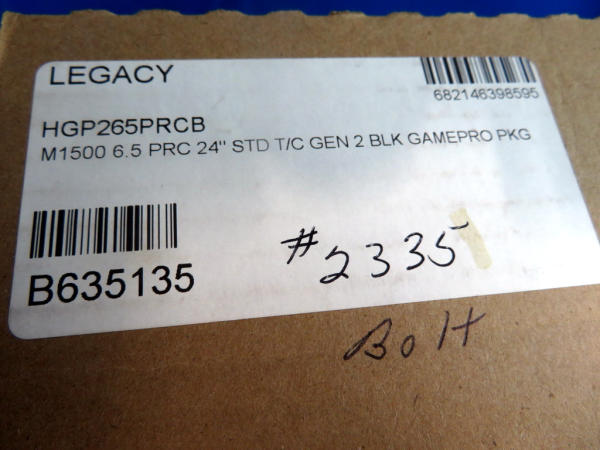 LEGACY
682146398595
HGP265PRCB
M1500 6.5 PRC 24" STD T/C GEN 2 BLK GAMEPRO PKG
B635135
#2335
Bolt